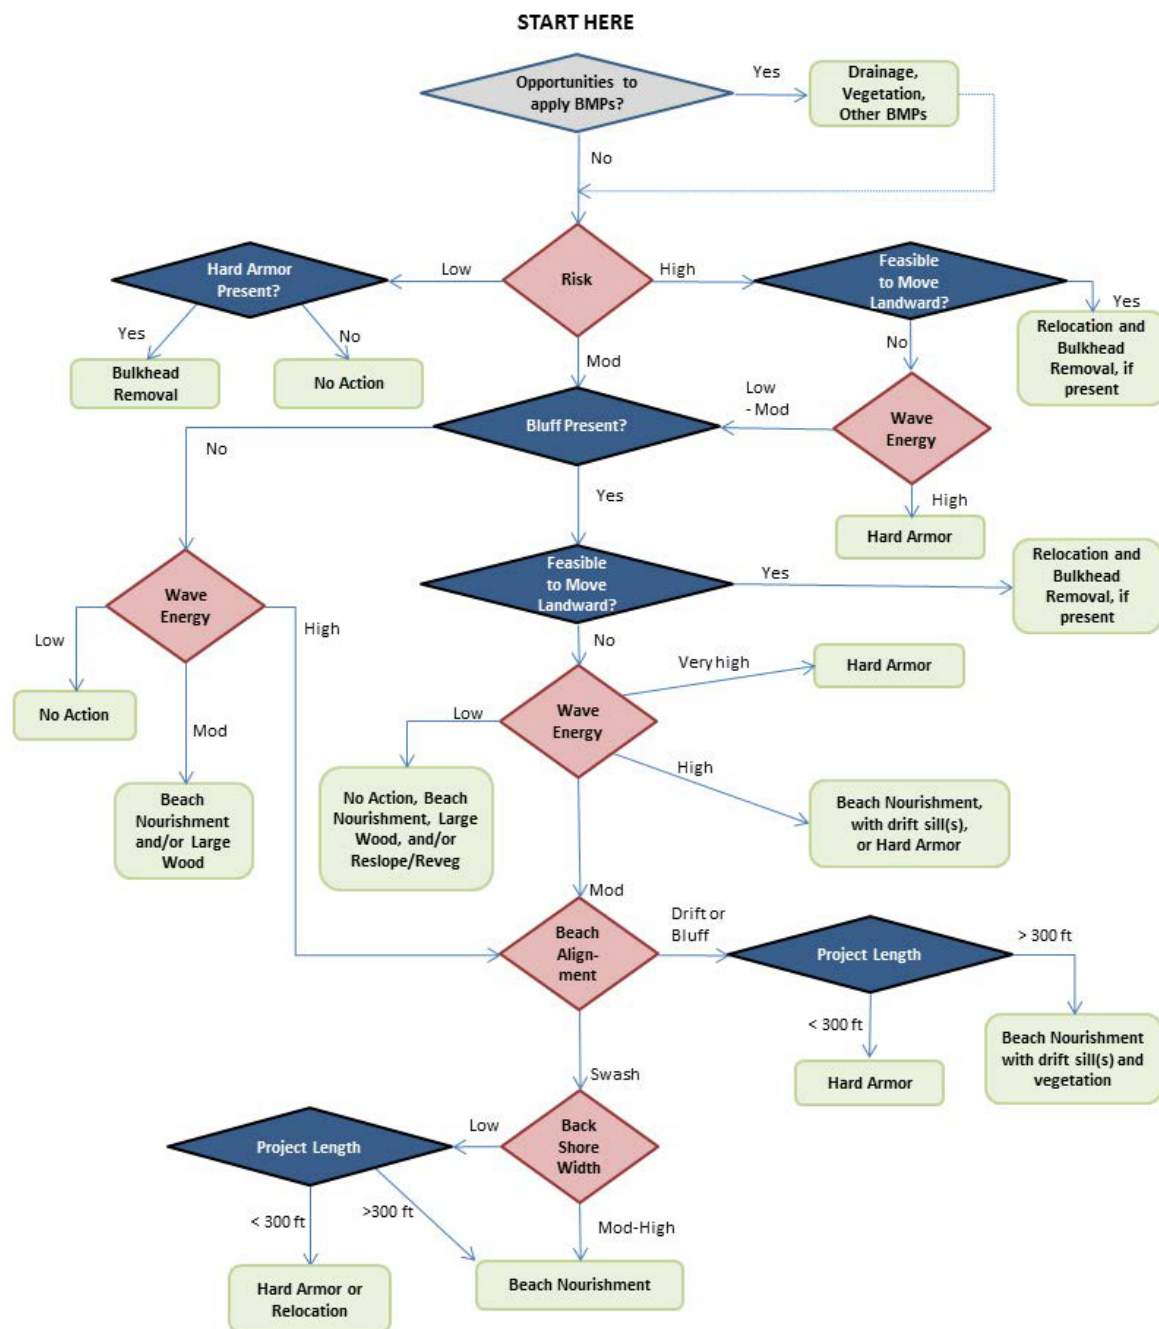 START HERE
Opportunities to
apply BMPs?
Yes
Drainage,
Vegetation,
Other BMPs
No
Hard Armor
Present?
Low
Risk
High
Feasible
to Move
Landward?
Yes
Yes
No
No
Relocation and
Bulkhead
Removal, if
present
Bulkhead
Removal
No Action
Mod
Low
- Mod
Bluff Present?
Wave
Energy
No
Yes
High
Hard Armor
Feasible
to Move
Landward?
Yes
Relocation and
Bulkhead
Removal, if
present
Wave
Energy
Low
High
No
Very high
Hard Armor
No Action
Low
Wave
Energy
Mod
High
Beach
Nourishment
and/or Large
Wood
No Action, Beach
Nourishment, Large
Wood, and/or
Reslope/Reveg
Beach Nourishment,
with drift sill(s),
or Hard Armor
Mod
Beach
Align-
ment
Drift or
Bluff
Project Length
> 300 ft
< 300 ft
Hard Armor
Beach Nourishment
with drift sill(s) and
vegetation
Swash
Project Length
Low
Back
Shore
Width
< 300 ft
>300 ft
Mod-High
Hard Armor or
Relocation
Beach Nourishment